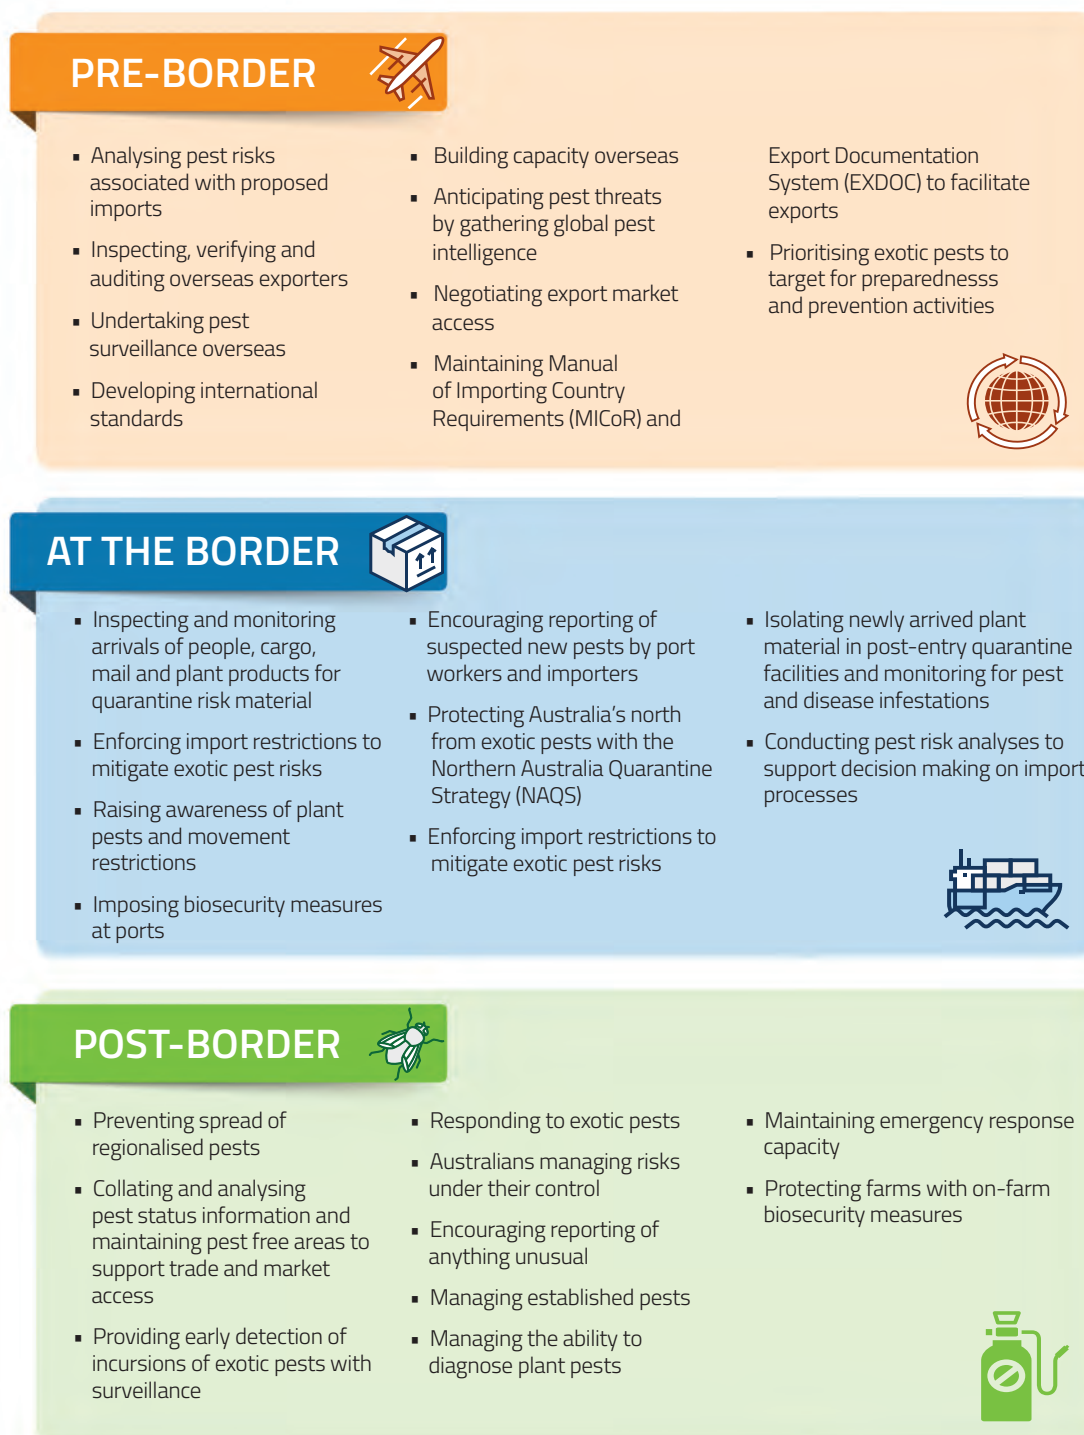 PRE-BORDER
▪ Analysing pest risks
associated with proposed
imports
▪ Inspecting, verifying and
auditing overseas exporters
▪ Undertaking pest
surveillance overseas
▪ Developing international
standards
▪ Building capacity overseas
▪ Anticipating pest threats
by gathering global pest
intelligence
▪ Negotiating export market
access
▪ Maintaining Manual
of Importing Country
Requirements (MICoR) and
Export Documentation
System (EXDOC) to facilitate
exports
▪ Prioritising exotic pests to
target for preparednesss
and prevention activities
AT THE BORDER
▪ Inspecting and monitoring
arrivals of people, cargo,
mail and plant products for
quarantine risk material
▪ Enforcing import restrictions to
mitigate exotic pest risks
▪ Raising awareness of plant
pests and movement
restrictions
▪ Imposing biosecurity measures
at ports
▪ Encouraging reporting of
suspected new pests by port
workers and importers
▪ Protecting Australia's north
from exotic pests with the
Northern Australia Quarantine
Strategy (NAQS)
▪ Enforcing import restrictions to
mitigate exotic pest risks
▪ Isolating newly arrived plant
material in post-entry quarantine
facilities and monitoring for pest
and disease infestations
▪ Conducting pest risk analyses to
support decision making on import
processes
POST-BORDER
▪ Preventing spread of
regionalised pests
▪ Collating and analysing
pest status information and
maintaining pest free areas to
support trade and market
access
▪ Providing early detection of
incursions of exotic pests with
surveillance
▪ Responding to exotic pests
▪ Australians managing risks
under their control
▪ Encouraging reporting of
anything unusual
▪ Managing established pests
▪ Managing the ability to
diagnose plant pests
▪ Maintaining emergency response
capacity
▪ Protecting farms with on-farm
biosecurity measures